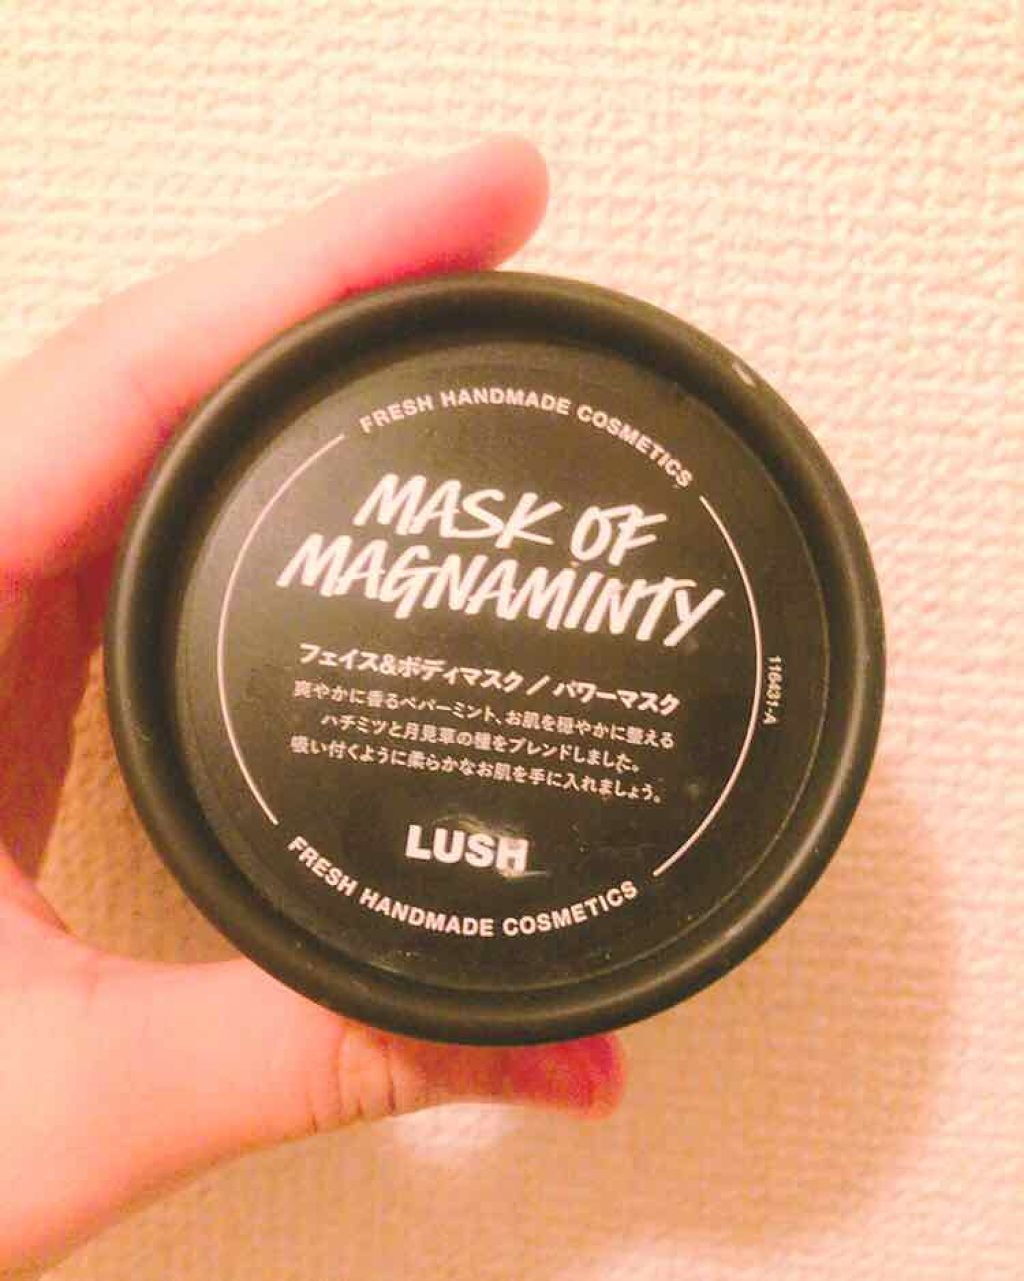 FRESH HANDMADE COSMETICS
MASK OF
MAGNAMINTY
フェイス&ボディマスク／パワーマスク
爽やかに香るペパーミント、お肌を穏やかに整える
ハチミツと月見草の種をブレンドしました。
吸い付くように柔らかなお肌を手に入れましょう。
LUSH
FRESH HANDMADE COSMETICS
116431-A